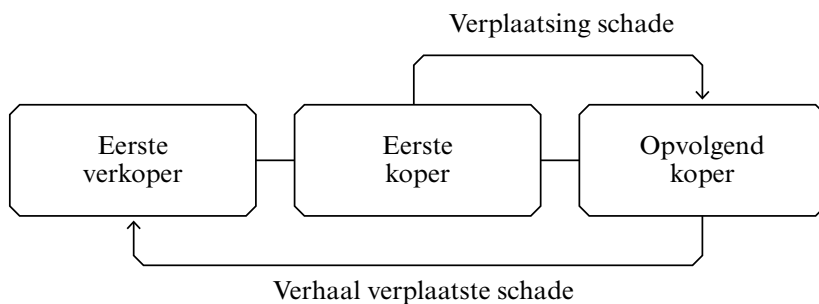 Verplaatsing schade
Eerste
verkoper
Eerste
koper
Opvolgend
koper
Verhaal verplaatste schade